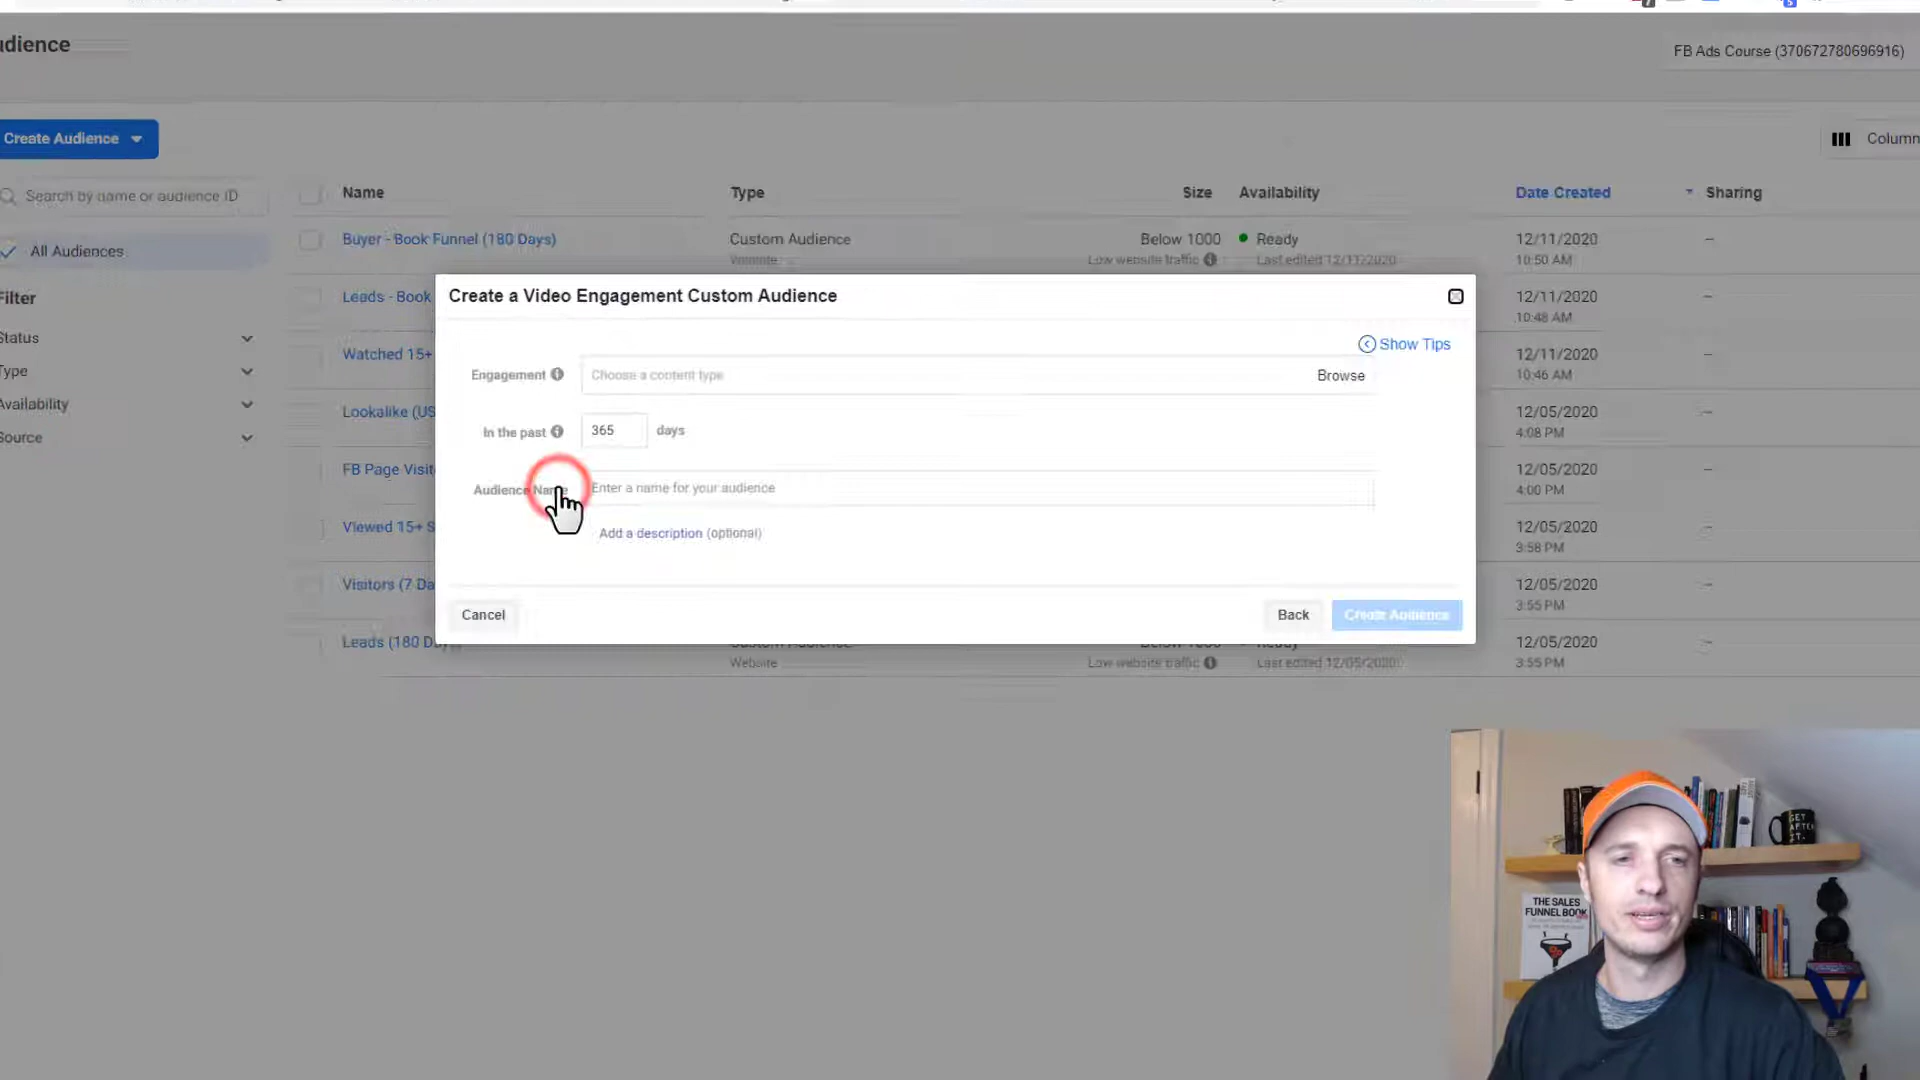 udience
FB Ads Course (370672780696916)
Create Audience
Column
Search by name or audience ID
Name
Type
Size
Availability
Date Created
Sharing
All Audiences
Buyer - Book Funnel (180 Days)
Custom Audience
Website
Below 1000
Low website traffic
Ready
Last edited 12/11/2020
12/11/2020
10:50 AM
–
Filter
Status
Type
Availability
Source
Leads - Book
12/11/2020
10:48 AM
–
Watched 15+
12/11/2020
10:46 AM
–
Lookalike (US
12/05/2020
4:08 PM
–
FB Page Visit
12/05/2020
4:00 PM
–
Viewed 15+ S
12/05/2020
3:58 PM
Visitors (7 Da
12/05/2020
3:55 PM
–
Leads (180 D
Custom Audience
Website
Below 1000
Low website traffic
Ready
Last edited 12/05/2020
12/05/2020
3:55 PM
Create a Video Engagement Custom Audience
Show Tips
Engagement
Choose a content type
Browse
In the past
365
days
Audience Name
Enter a name for your audience
Add a description (optional)
Cancel
Back
Create Audience
GET
AFTER
IT.
THE SALES
FUNNEL BOOK